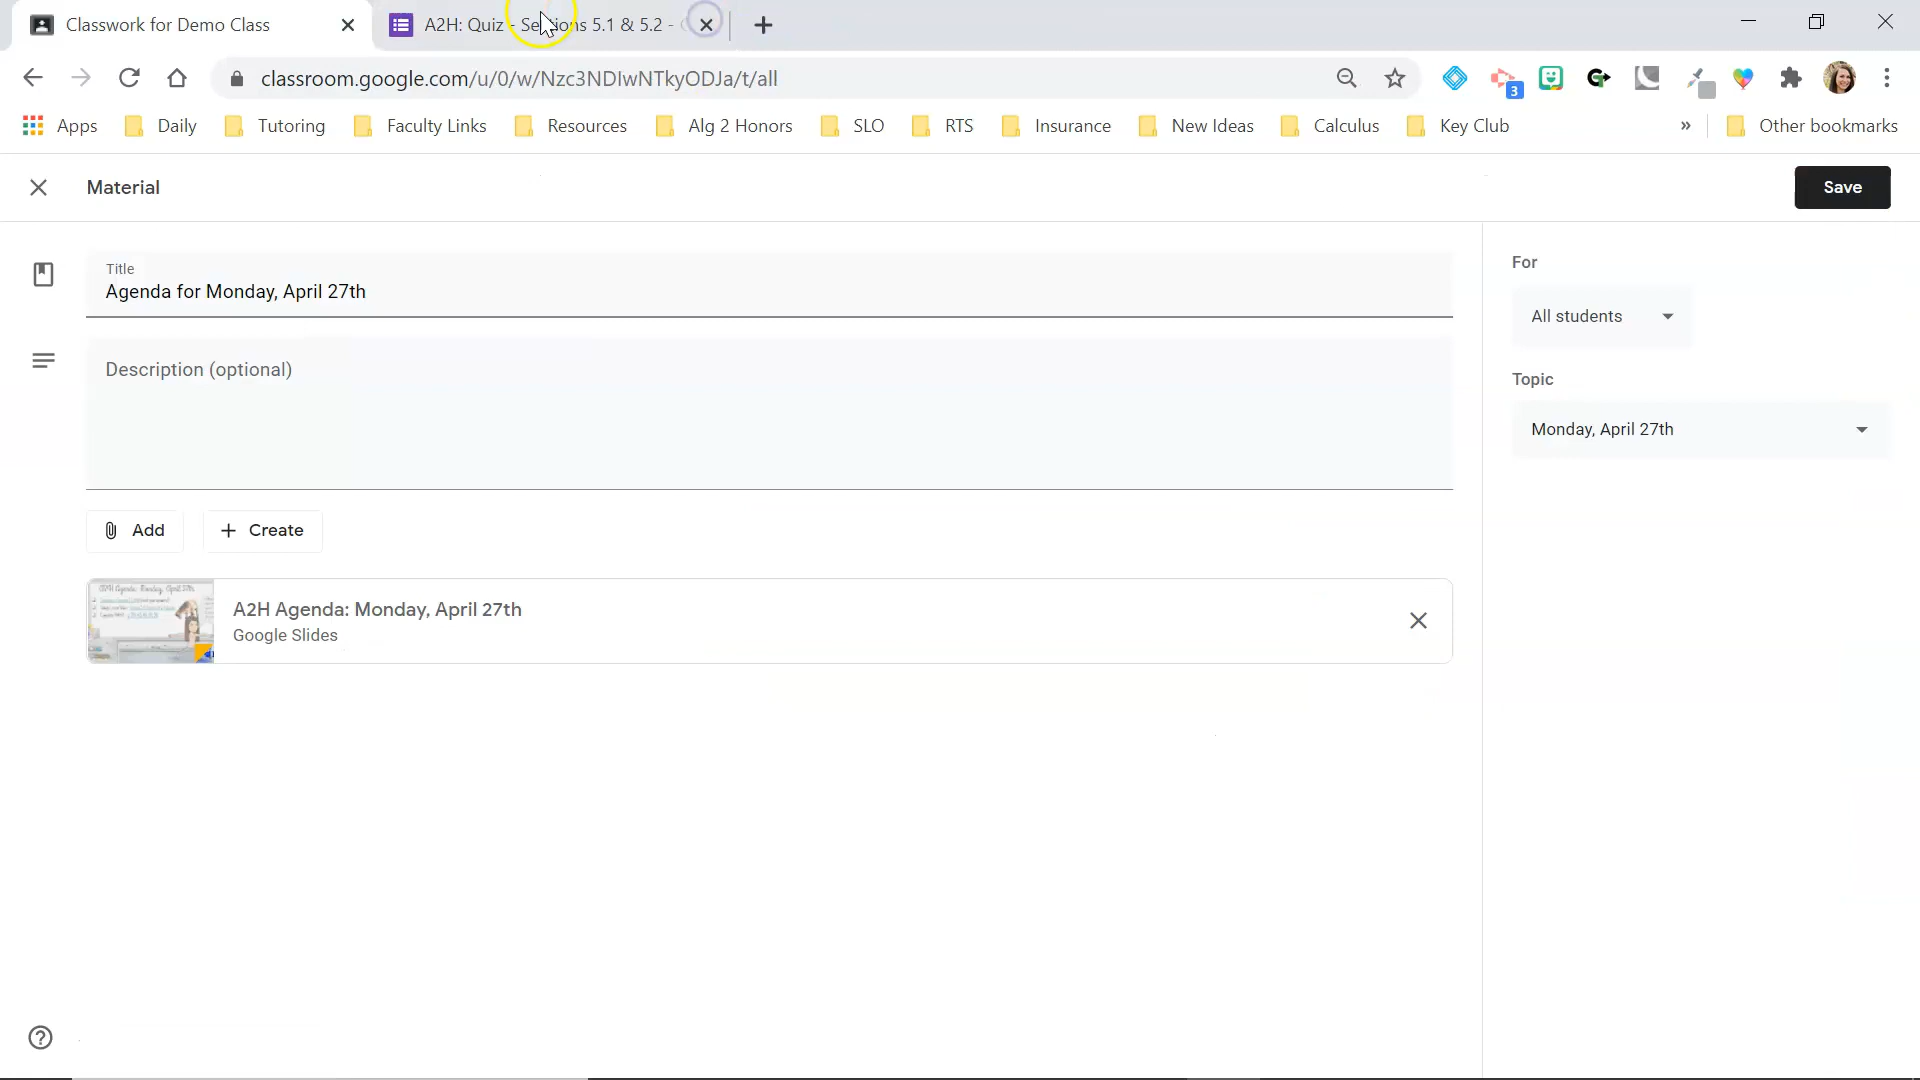 Classwork for Demo Class
A2H: Quiz - Sections 5.1 & 5.2 -
classroom.google.com/u/0/w/Nzc3NDIwNTkyODJa/t/all
3
Apps
Daily
Tutoring
Faculty Links
Resources
Alg 2 Honors
SLO
RTS
Insurance
New Ideas
Calculus
Key Club
»
Other bookmarks
Material
Save
Title
Agenda for Monday, April 27th
For
All students
Description (optional)
Topic
Monday, April 27th
Add
Create
A2H Agenda: Monday, April 27th
Google Slides